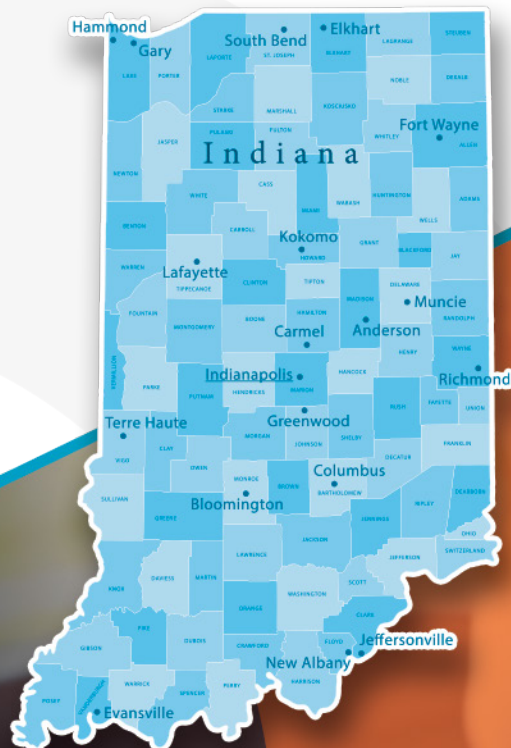 Hammond
Gary
South Bend
Elkhart
LAKE
PORTER
LAPORTE
ST. JOSEPH
ELKHART
LAGRANGE
STEUBEN
NOBLE
DEKALB
STARKE
MARSHALL
KOSCIUSKO
Fort Wayne
WHITLEY
ALLEN
JASPER
PULASKI
FULTON
Indiana
NEWTON
CASS
MIAMI
WABASH
HUNTINGTON
WELLS
ADAMS
WHITE
BENTON
CARROLL
Kokomo
HOWARD
GRANT
BLACKFORD
JAY
WARREN
Lafayette
TIPPECANOE
CLINTON
TIPTON
MADISON
DELAWARE
Muncie
RANDOLPH
FOUNTAIN
MONTGOMERY
BOONE
HAMILTON
Carmel
Anderson
HENRY
WAYNE
VERMILLION
PARKE
PUTNAM
Indianapolis
HENDRICKS
MARION
HANCOCK
Richmond
RUSH
FAYETTE
UNION
Terre Haute
VIGO
CLAY
OWEN
MORGAN
Greenwood
JOHNSON
SHELBY
DECATUR
FRANKLIN
SULLIVAN
GREENE
MONROE
Bloomington
BROWN
Columbus
BARTHOLOMEW
JENNINGS
RIPLEY
DEARBORN
OHIO
SWITZERLAND
JEFFERSON
LAWRENCE
JACKSON
KNOX
DAVIESS
MARTIN
WASHINGTON
SCOTT
ORANGE
CLARK
GIBSON
PIKE
DUBOIS
CRAWFORD
FLOYD
Jeffersonville
New Albany
HARRISON
POSEY
VANDERBURGH
WARRICK
SPENCER
PERRY
Evansville